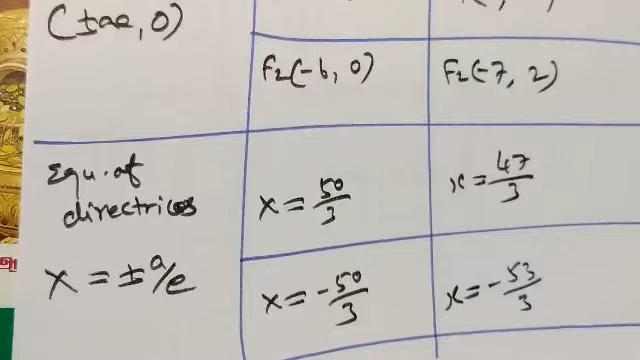 (±ae, 0)
F2(-6, 0)
F2(-7, 2)
Equ. of
directrices
x = 50/3
x = 47/3
X = ±a/e
x = -50/3
x = -53/3